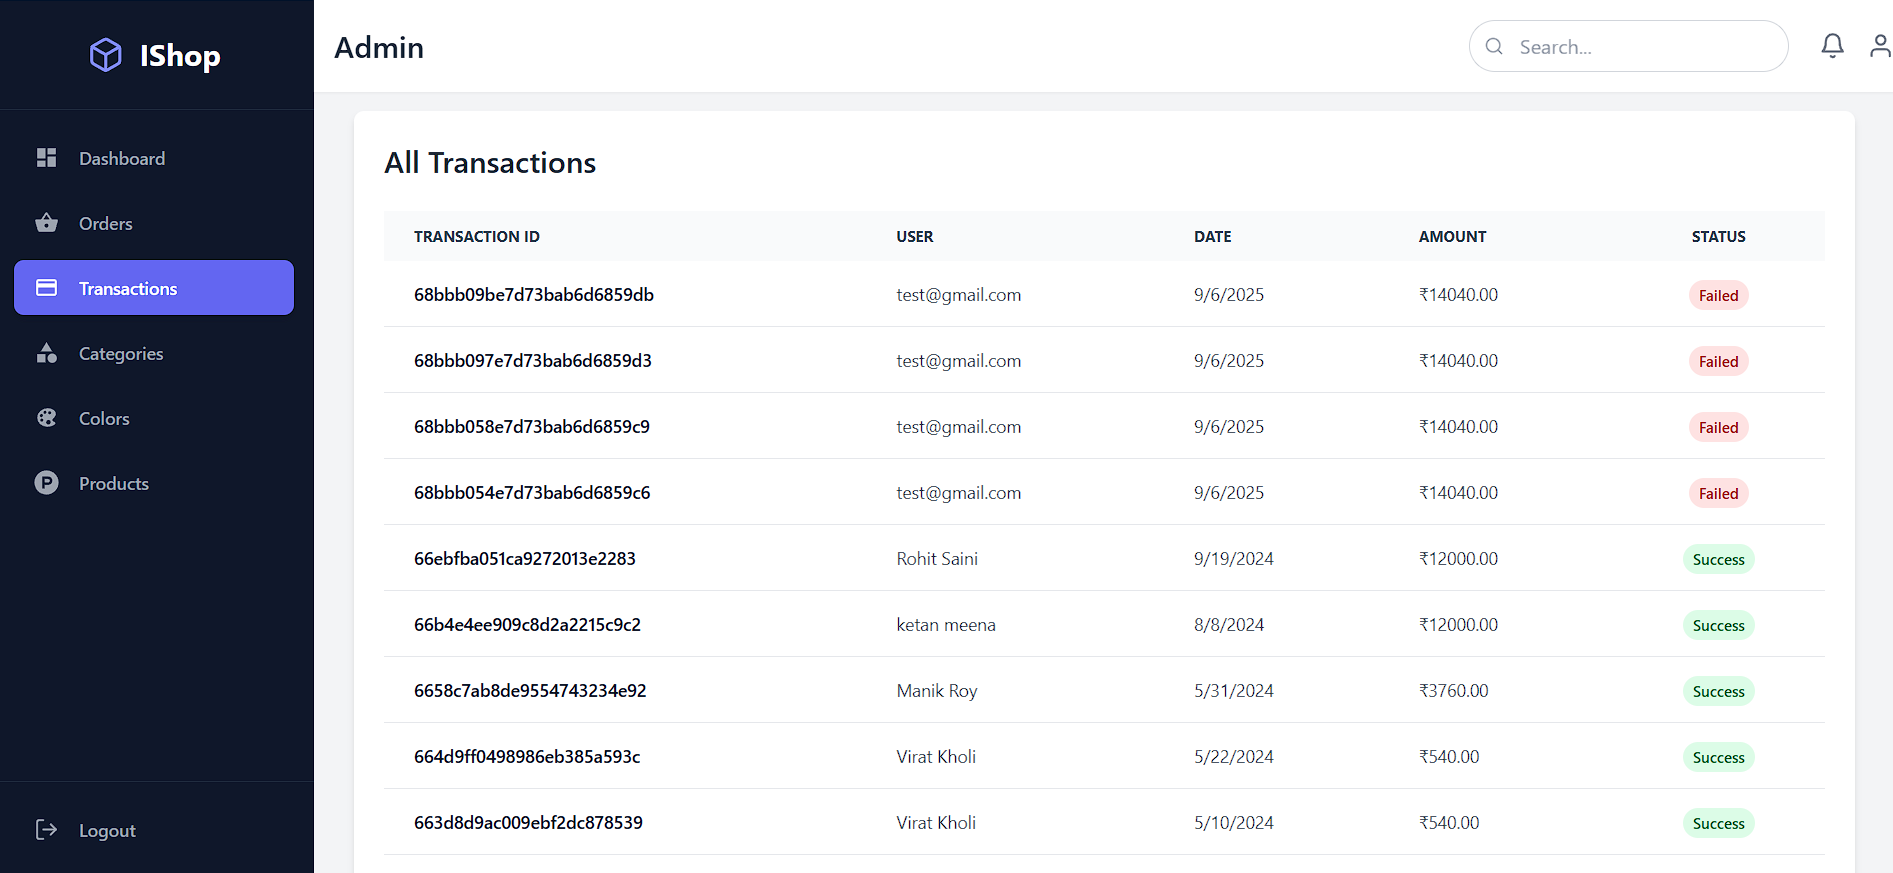 IShop
Admin
Search...
Dashboard
Orders
Transactions
Categories
Colors
P Products
Logout
All Transactions
TRANSACTION ID USER DATE AMOUNT STATUS
68bbb09be7d73bab6d6859db test@gmail.com 9/6/2025 ₹14040.00 Failed
68bbb097e7d73bab6d6859d3 test@gmail.com 9/6/2025 ₹14040.00 Failed
68bbb058e7d73bab6d6859c9 test@gmail.com 9/6/2025 ₹14040.00 Failed
68bbb054e7d73bab6d6859c6 test@gmail.com 9/6/2025 ₹14040.00 Failed
66ebfba051ca9272013e2283 Rohit Saini 9/19/2024 ₹12000.00 Success
66b4e4ee909c8d2a2215c9c2 ketan meena 8/8/2024 ₹12000.00 Success
6658c7ab8de9554743234e92 Manik Roy 5/31/2024 ₹3760.00 Success
664d9ff0498986eb385a593c Virat Kholi 5/22/2024 ₹540.00 Success
663d8d9ac009ebf2dc878539 Virat Kholi 5/10/2024 ₹540.00 Success